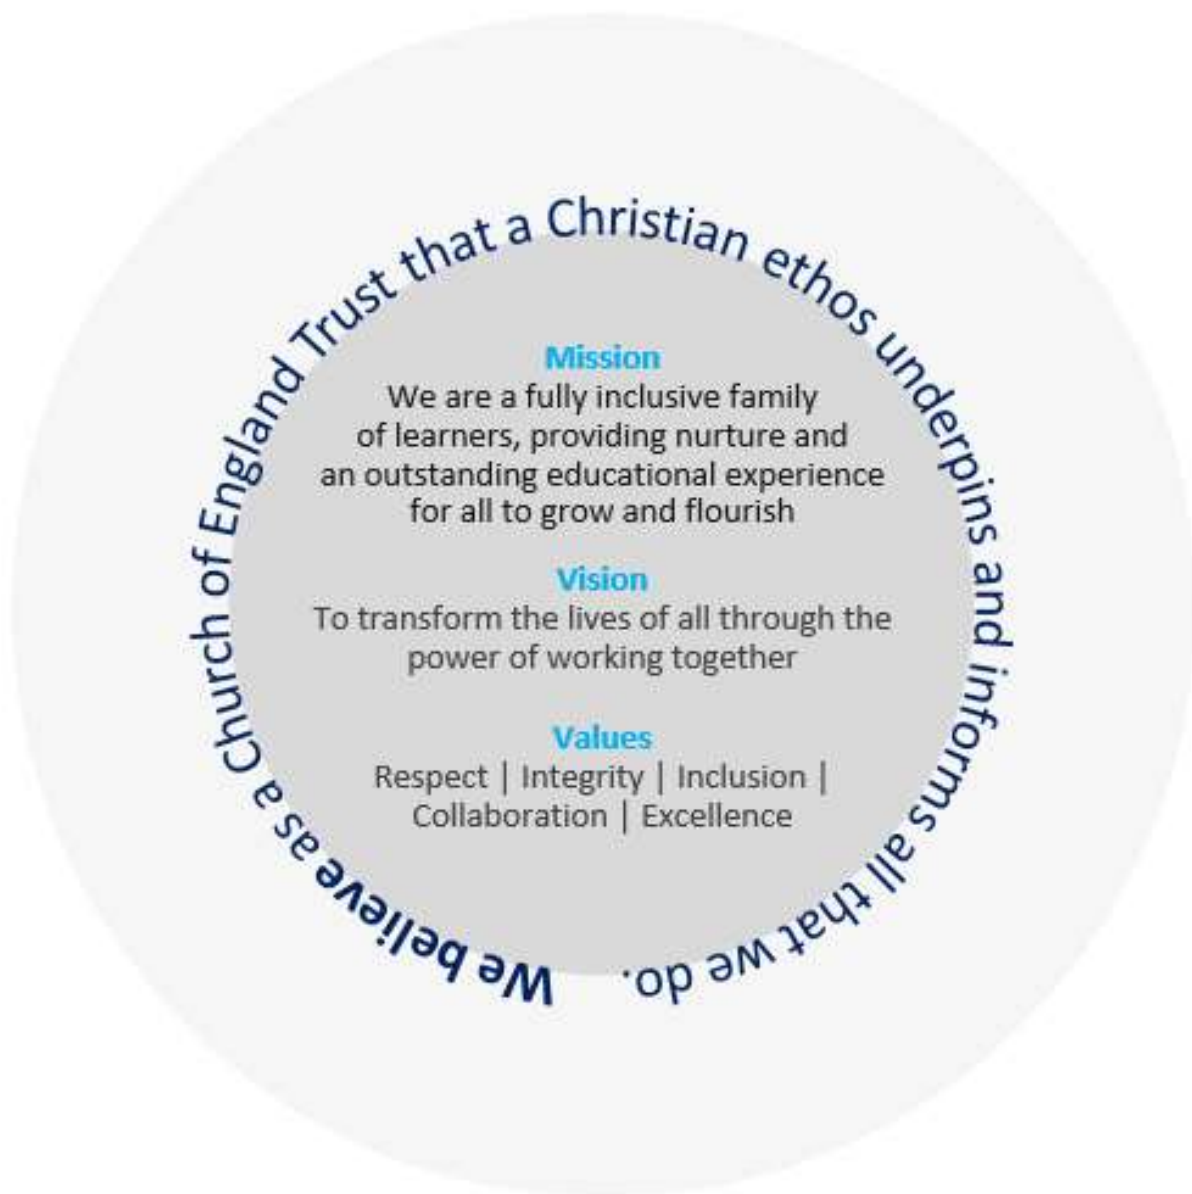 We believe as a Church of England Trust that a Christian ethos underpins and informs all that we do.
Mission
We are a fully inclusive family
of learners, providing nurture and
an outstanding educational experience
for all to grow and flourish
Vision
To transform the lives of all through the
power of working together
Values
Respect | Integrity | Inclusion |
Collaboration | Excellence